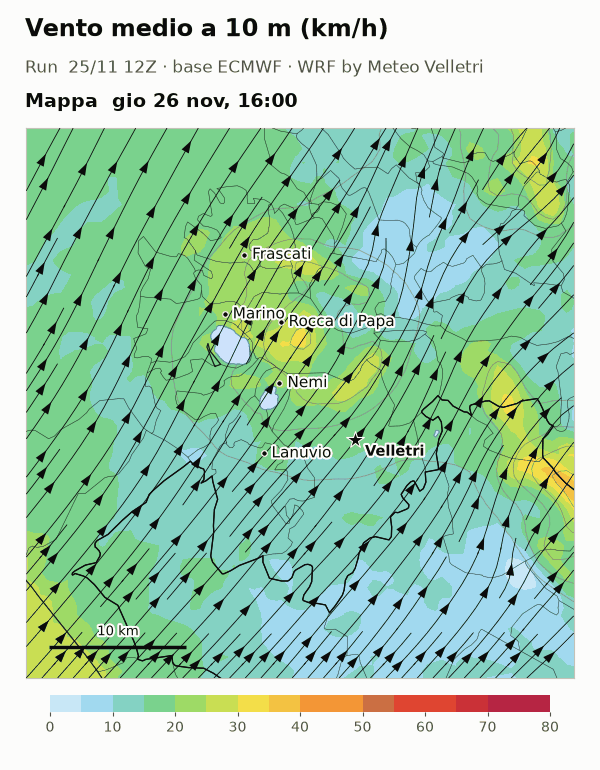 Vento medio a 10 m (km/h)
Run  25/11 12Z · base ECMWF · WRF by Meteo Velletri
Mappa  gio 26 nov, 16:00
Frascati
Marino
Rocca di Papa
Nemi
Velletri
Lanuvio
10 km
0 10 20 30 40 50 60 70 80